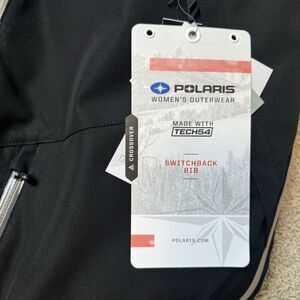 POLARIS
WOMEN'S OUTERWEAR
MADE WITH
TECH54
SWITCHBACK
BIB
POLARIS.COM
CROSSOVER